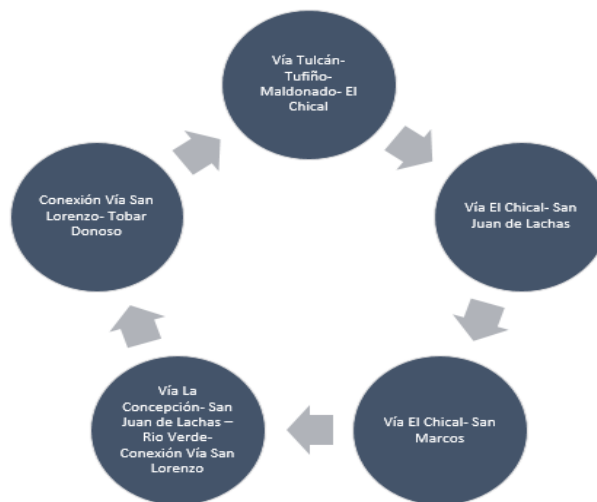 Vía Tulcán-
Tufiño-
Maldonado- El
Chical
Vía El Chical- San
Juan de Lachas
Vía El Chical- San
Marcos
Vía La
Concepción- San
Juan de Lachas –
Rio Verde-
Conexión Vía San
Lorenzo
Conexión Vía San
Lorenzo- Tobar
Donoso